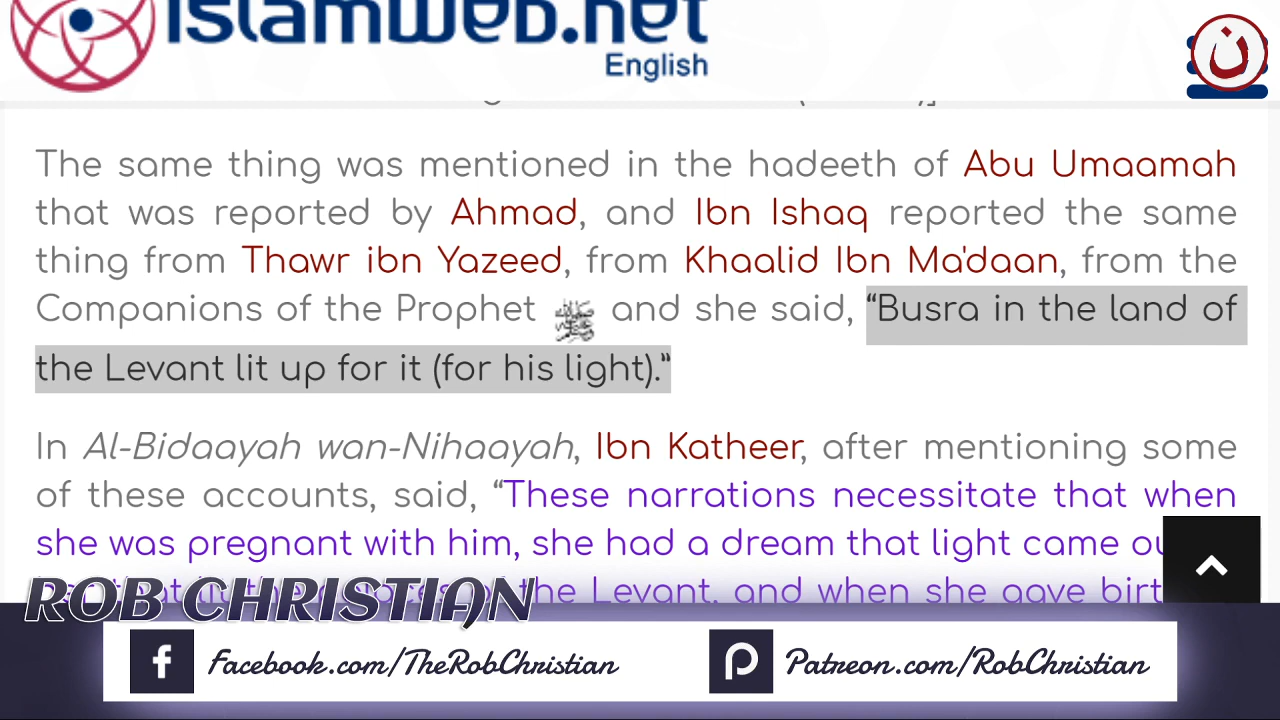 islamweb.net
English
The same thing was mentioned in the hadeeth of Abu Umaamah
that was reported by Ahmad, and Ibn Ishaq reported the same
thing from Thawr ibn Yazeed, from Khaalid Ibn Ma'daan, from the
Companions of the Prophet ﷺ and she said, “Busra in the land of
the Levant lit up for it (for his light).”
In Al-Bidaayah wan-Nihaayah, Ibn Katheer, after mentioning some
of these accounts, said, “These narrations necessitate that when
she was pregnant with him, she had a dream that light came
the Levant, and when she gave
ROB CHRISTIAN
Facebook.com/TheRobChristian
Patreon.com/RobChristian
ن